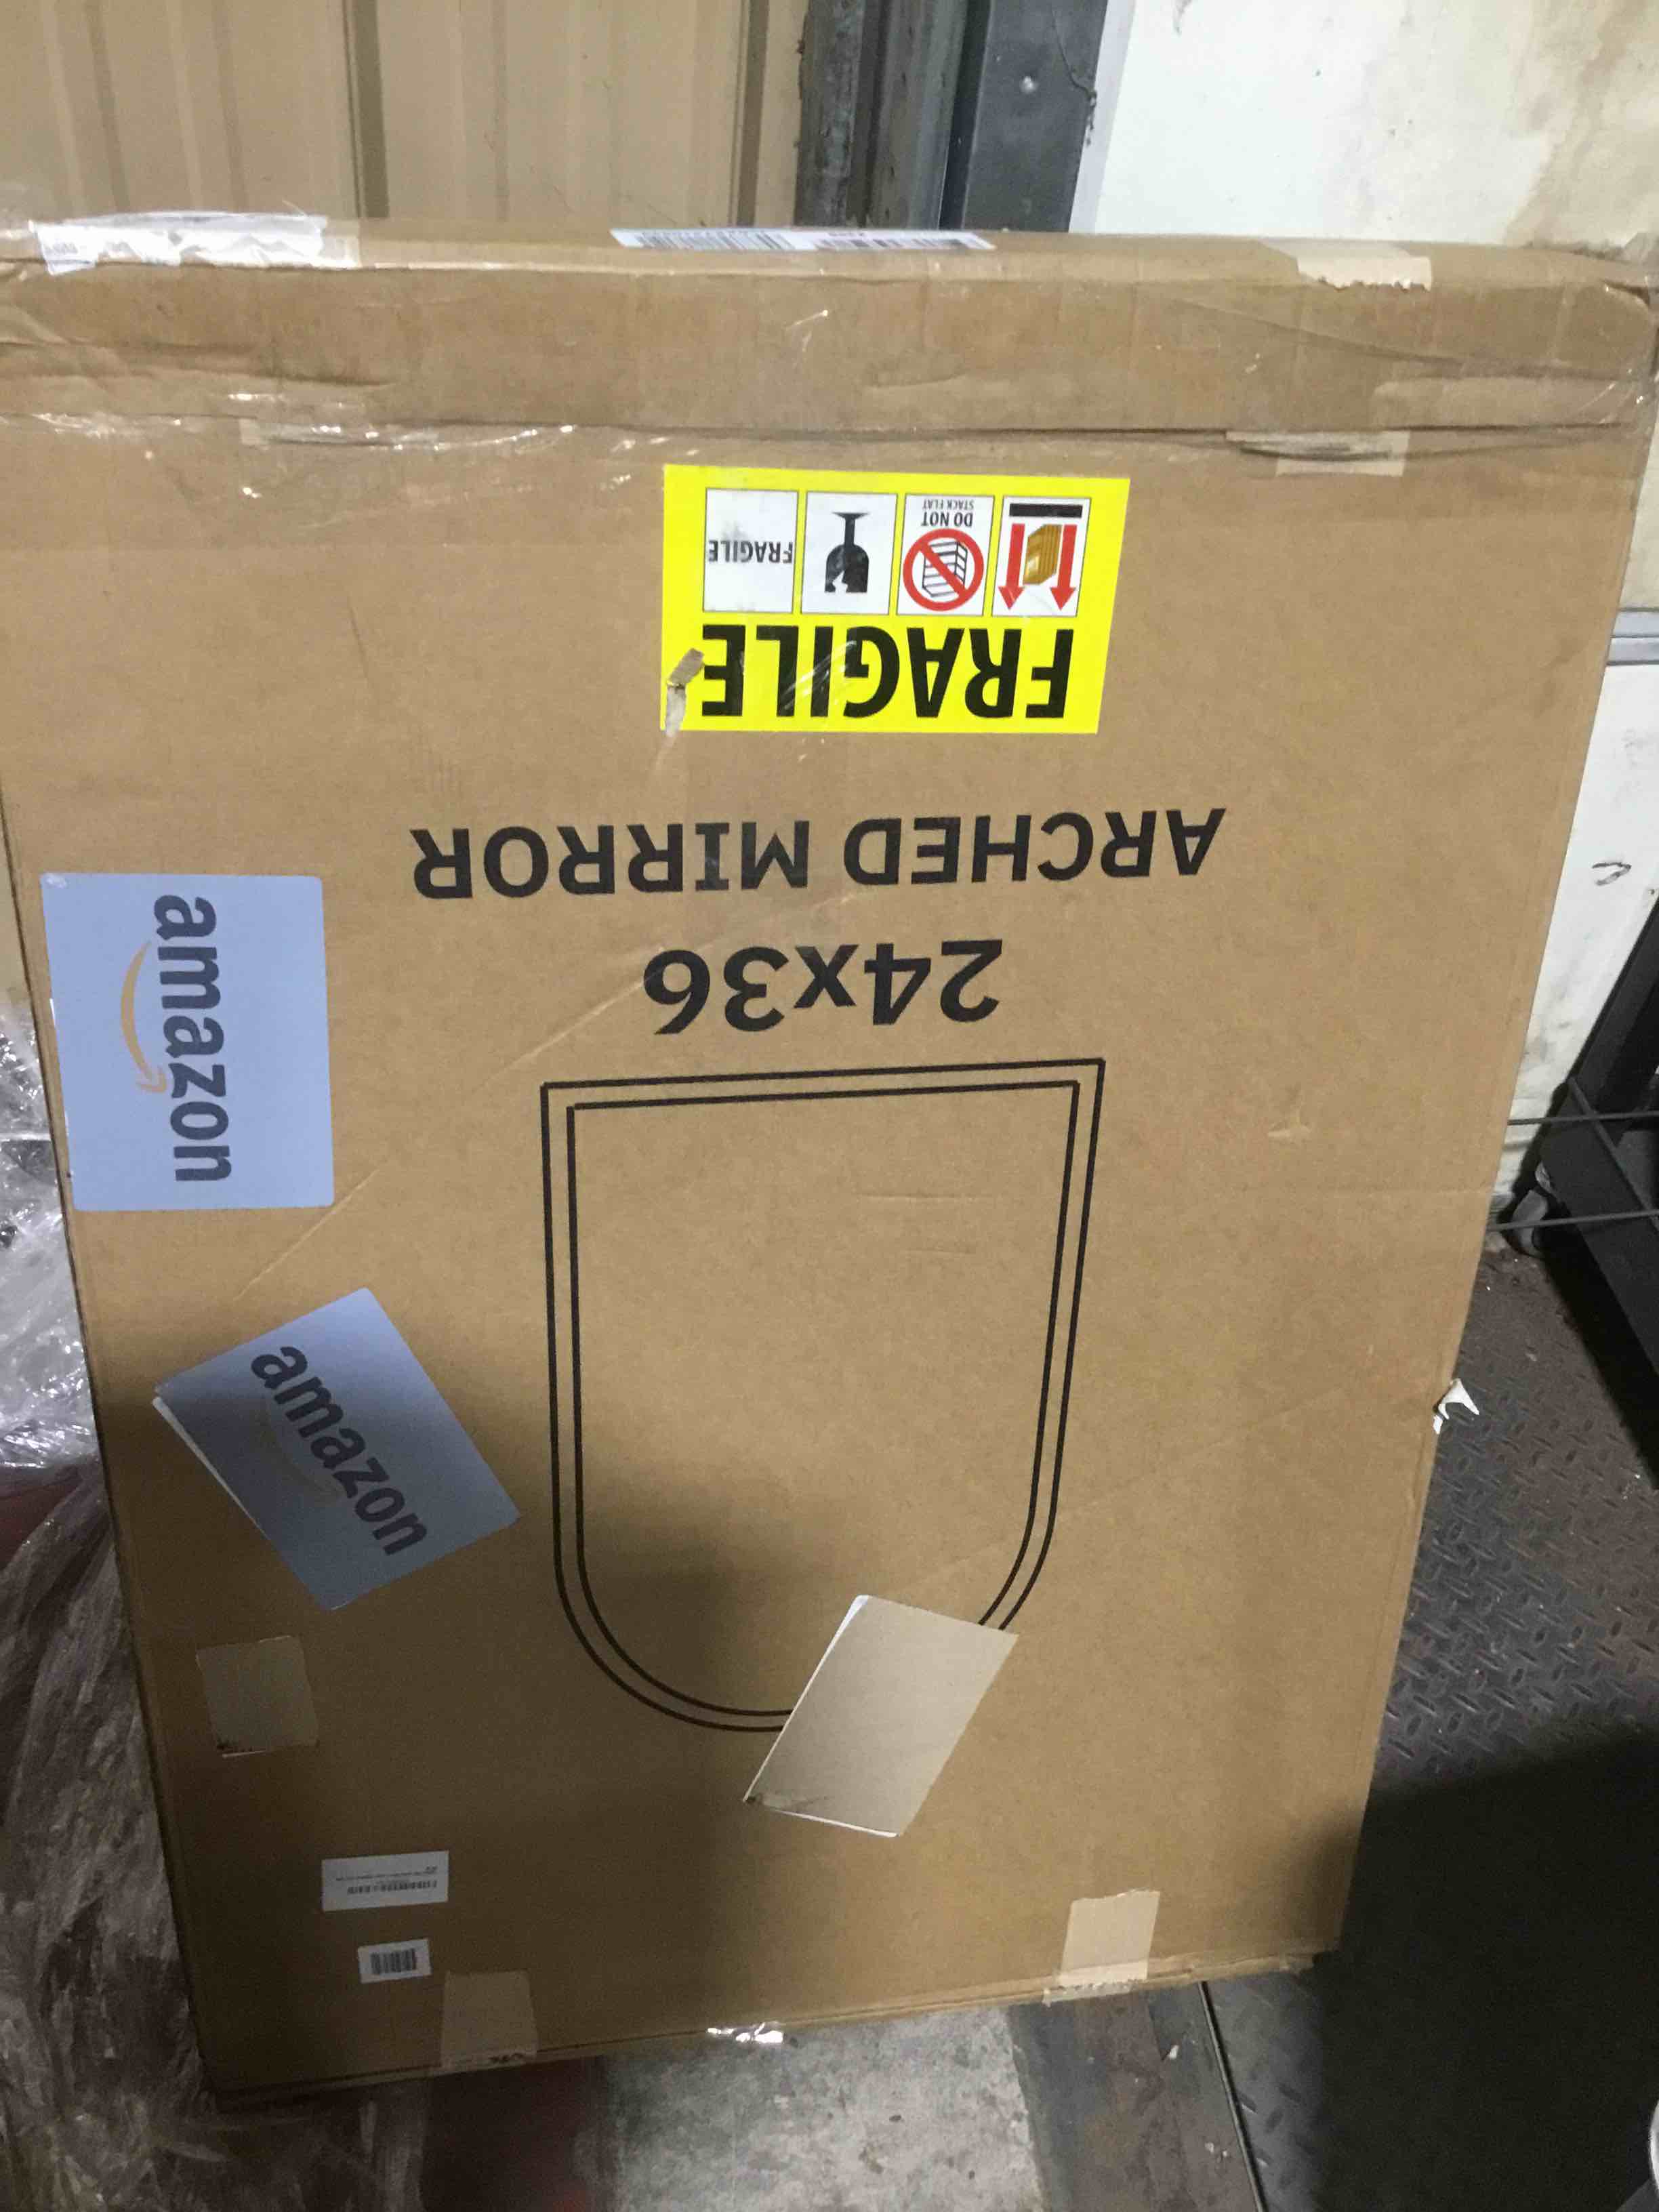 FRAGILE
DO NOT
STACK FLAT
FRAGILE
ARCHED MIRROR
24x36
amazon
amazon